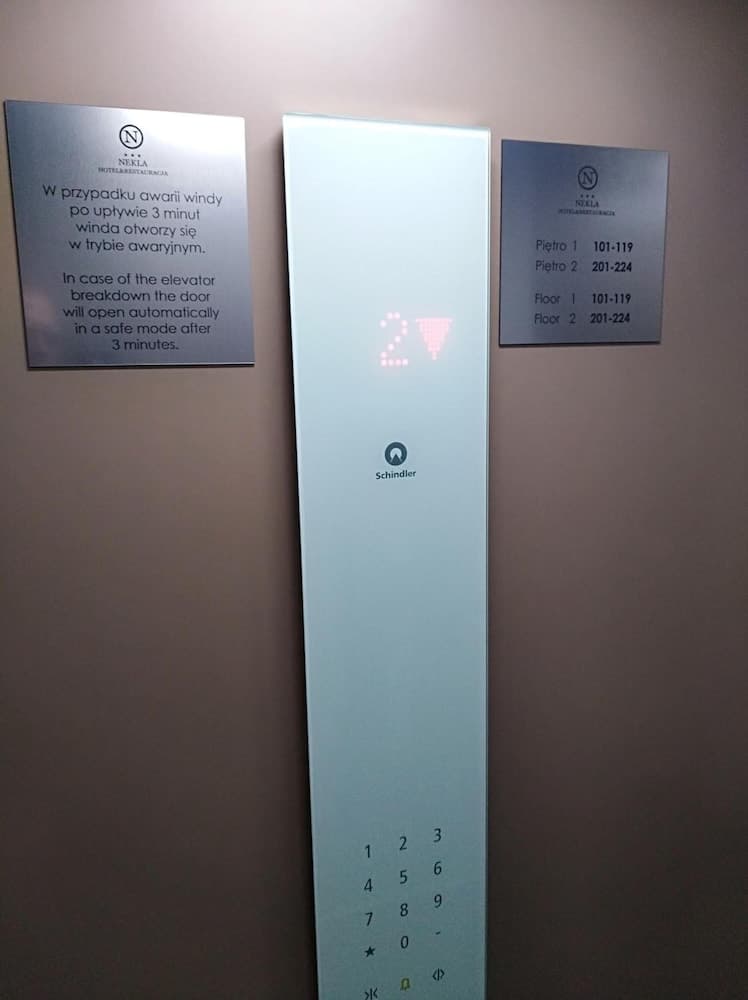 N
NEKLA
HOTEL&RESTAURACJA
W przypadku awarii windy
po upływie 3 minut
winda otworzy się
w trybie awaryjnym.
In case of the elevator
breakdown the door
will open automatically
in a safe mode after
3 minutes.
2
Schindler
1 2 3
4 5 6
7 8 9
★ 0 -
N
NEKLA
HOTEL&RESTAURACJA
Piętro 1 101-119
Piętro 2 201-224
Floor 1 101-119
Floor 2 201-224